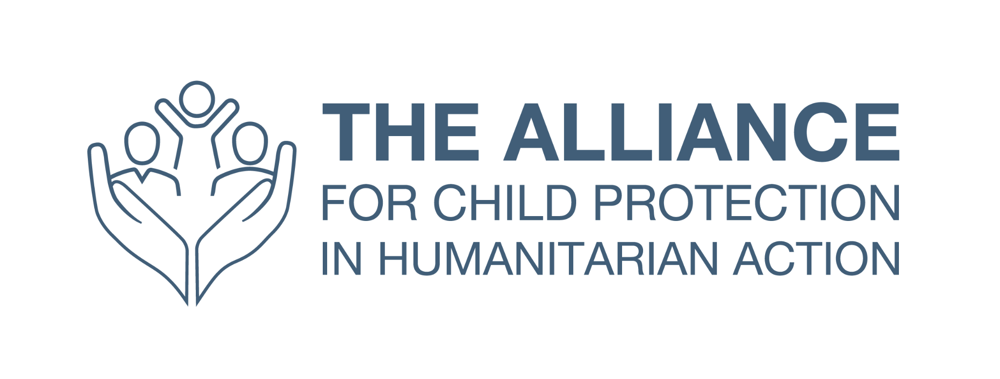 THE ALLIANCE
FOR CHILD PROTECTION
IN HUMANITARIAN ACTION